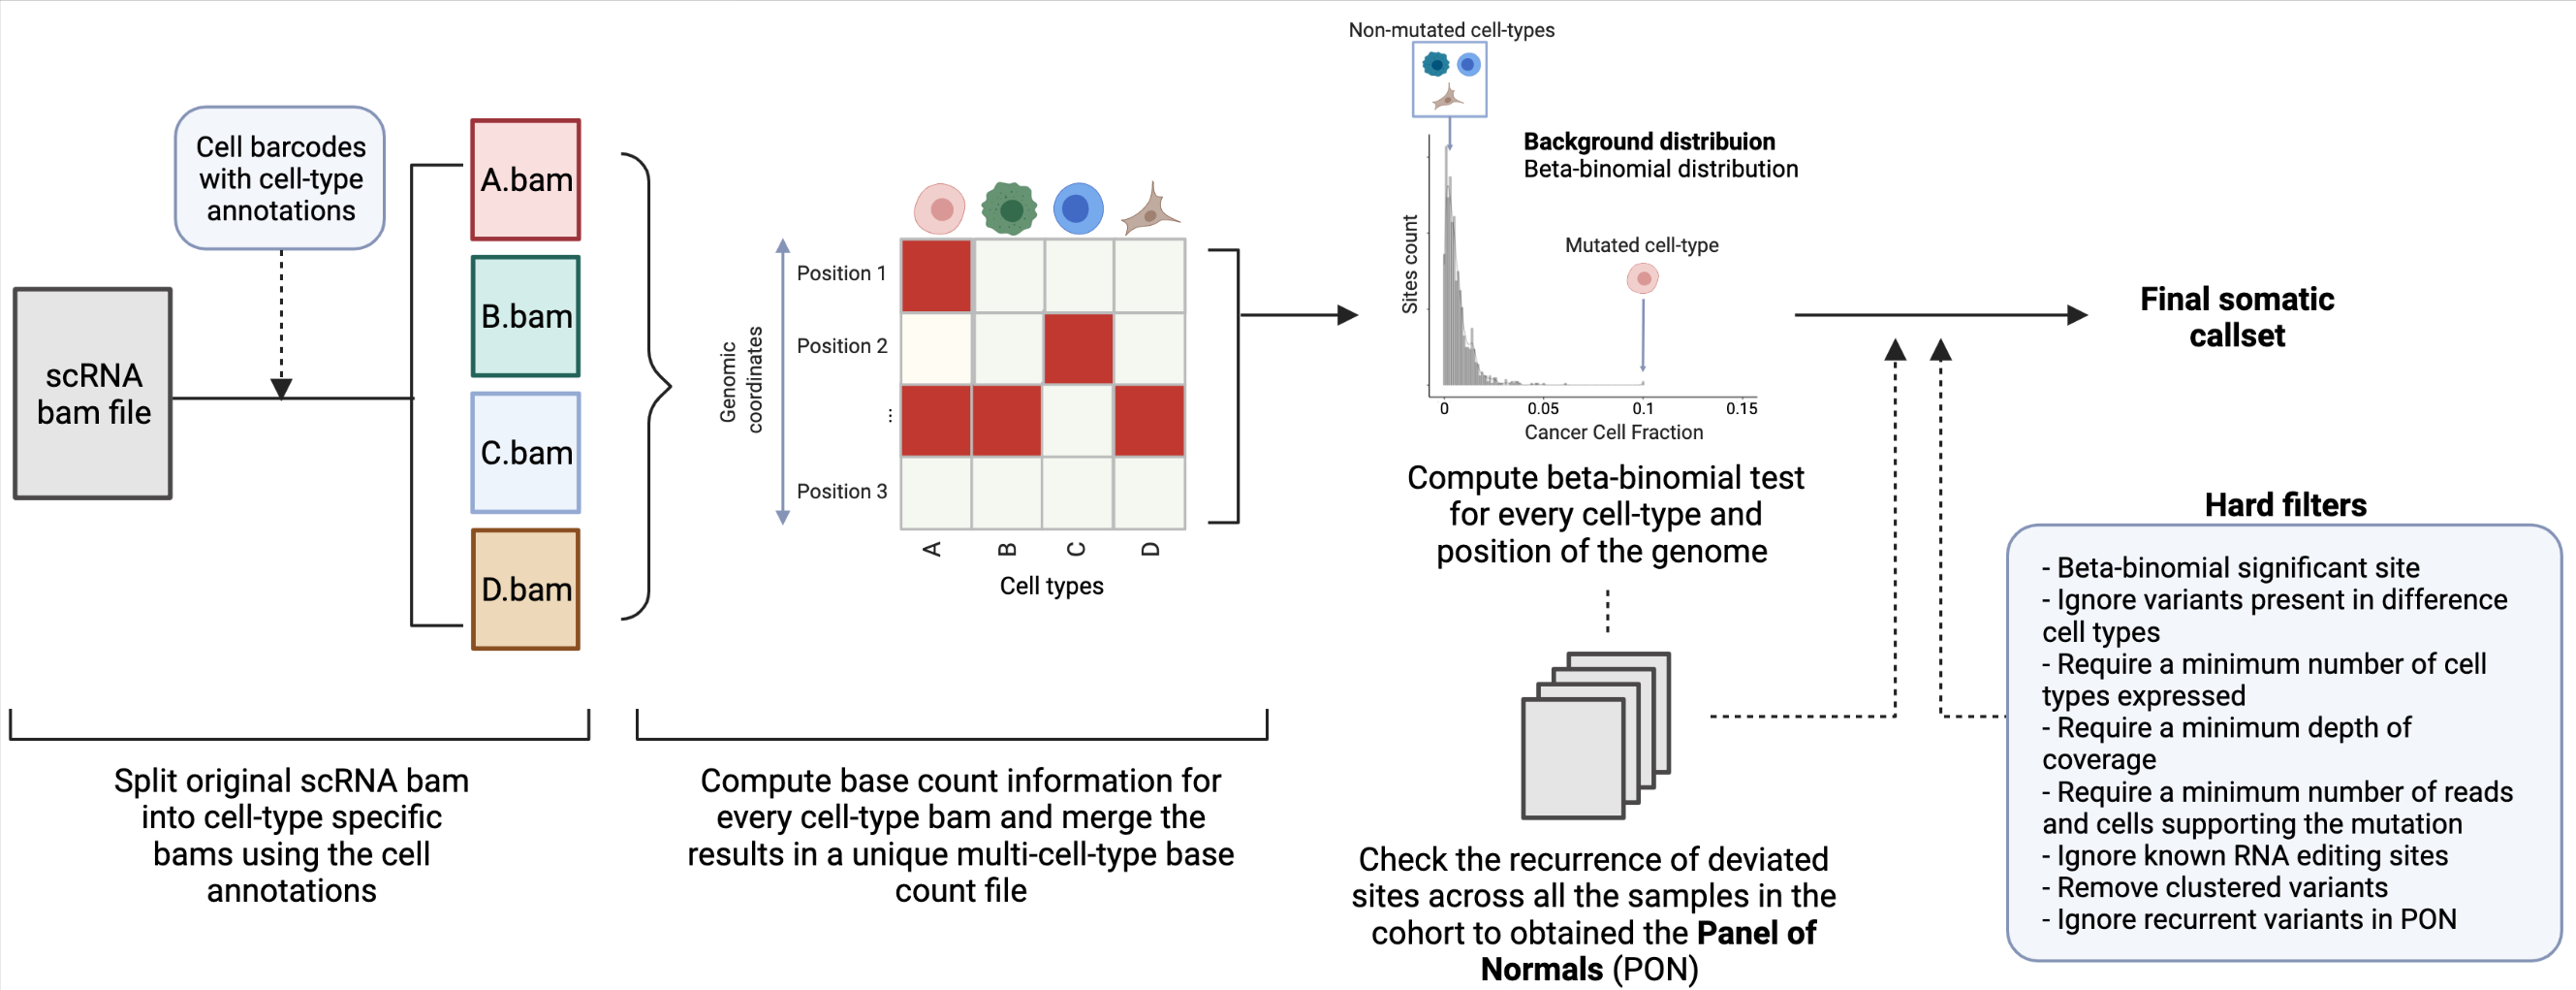 Cell barcodes
with cell-type
annotations
scRNA
bam file
A.bam
B.bam
C.bam
D.bam
Split original scRNA bam
into cell-type specific
bams using the cell
annotations
Genomic
coordinates
Position 1
Position 2
...
Position 3
A
B
C
D
Cell types
Compute base count information for
every cell-type bam and merge the
results in a unique multi-cell-type base
count file
Non-mutated cell-types
Background distribuion
Beta-binomial distribution
Mutated cell-type
Sites count
0
0.05
0.1
0.15
Cancer Cell Fraction
Compute beta-binomial test
for every cell-type and
position of the genome
Check the recurrence of deviated
sites across all the samples in the
cohort to obtained the Panel of
Normals (PON)
Final somatic
callset
Hard filters
- Beta-binomial significant site
- Ignore variants present in difference
cell types
- Require a minimum number of cell
types expressed
- Require a minimum depth of
coverage
- Require a minimum number of reads
and cells supporting the mutation
- Ignore known RNA editing sites
- Remove clustered variants
- Ignore recurrent variants in PON